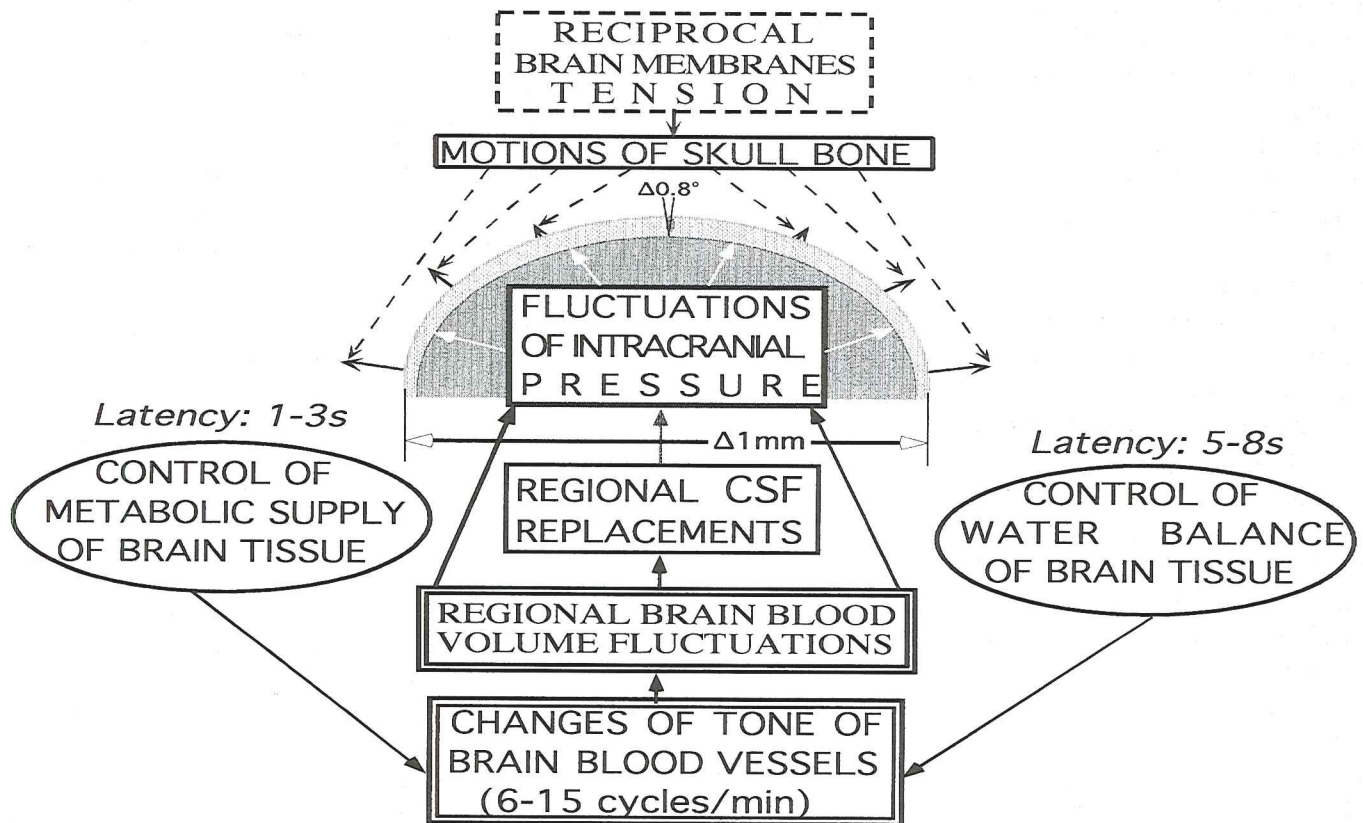 RECIPROCAL
BRAIN MEMBRANES
TENSION
MOTIONS OF SKULL BONE
Δ0.8°
FLUCTUATIONS
OF INTRACRANIAL
PRESSURE
Δ1mm
Latency: 1-3s
CONTROL OF
METABOLIC SUPPLY
OF BRAIN TISSUE
Latency: 5-8s
CONTROL OF
WATER BALANCE
OF BRAIN TISSUE
REGIONAL CSF
REPLACEMENTS
REGIONAL BRAIN BLOOD
VOLUME FLUCTUATIONS
CHANGES OF TONE OF
BRAIN BLOOD VESSELS
(6-15 cycles/min)